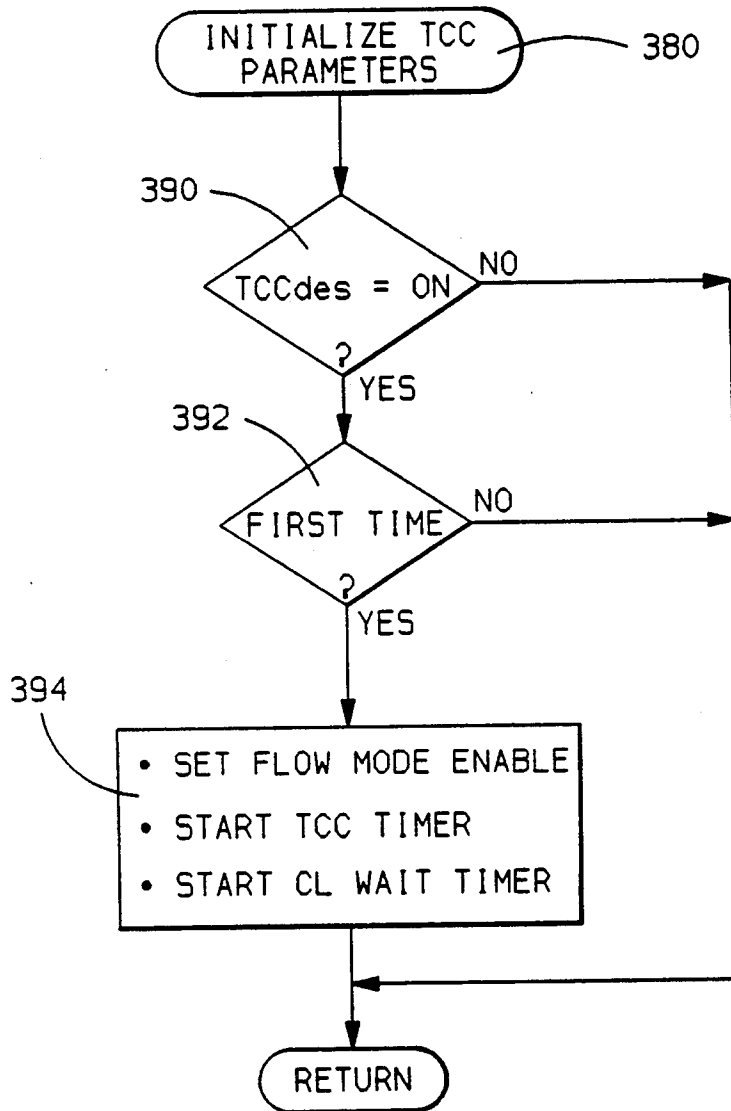 INITIALIZE TCC
PARAMETERS
380
390
TCCdes = ON
?
NO
YES
392
FIRST TIME
?
NO
YES
394
• SET FLOW MODE ENABLE
• START TCC TIMER
• START CL WAIT TIMER
RETURN